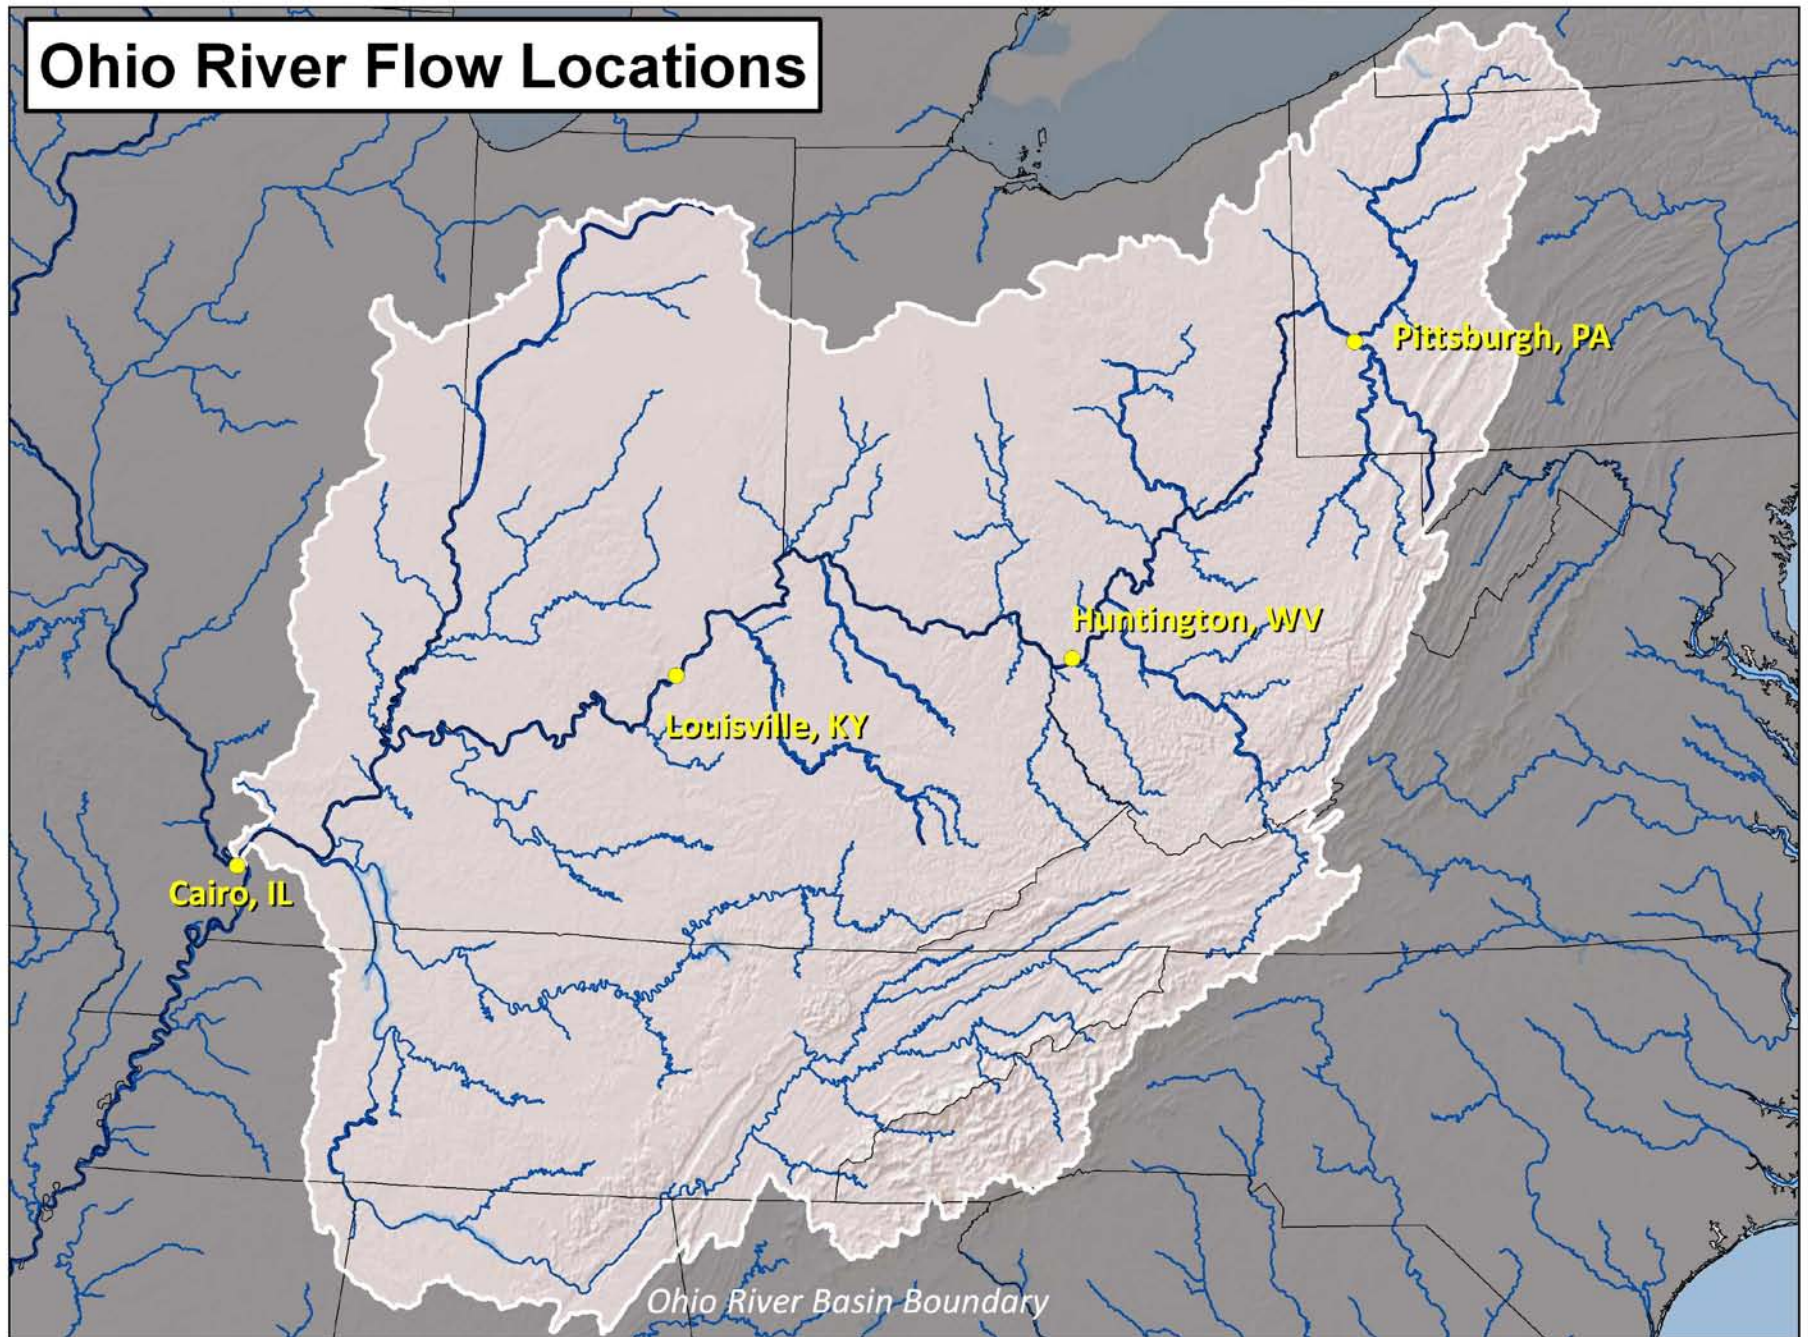 Ohio River Flow Locations
Pittsburgh, PA
Huntington, WV
Louisville, KY
Cairo, IL
Ohio River Basin Boundary